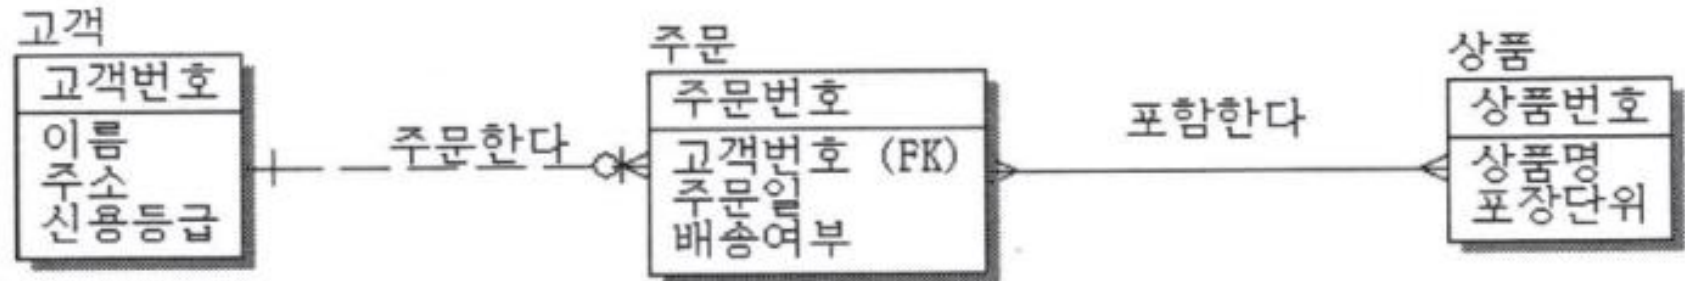 고객
고객번호
이름
주소
신용등급
주문한다
주문
주문번호
고객번호 (FK)
주문일
배송여부
포함한다
상품
상품번호
상품명
포장단위